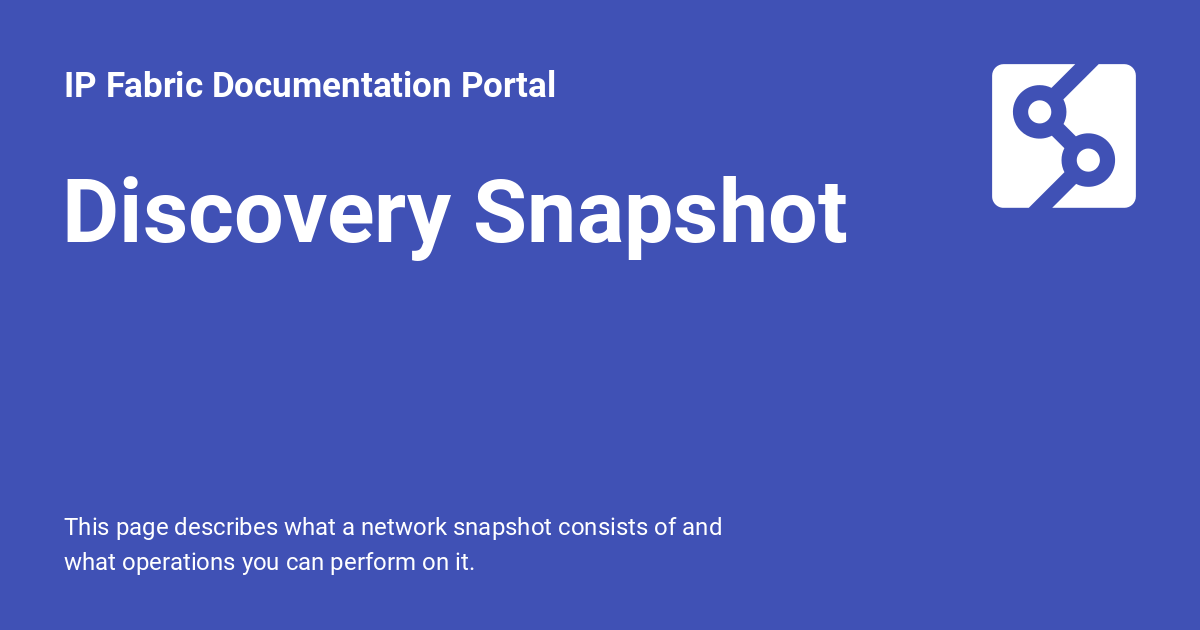 IP Fabric Documentation Portal
Discovery Snapshot
This page describes what a network snapshot consists of and
what operations you can perform on it.